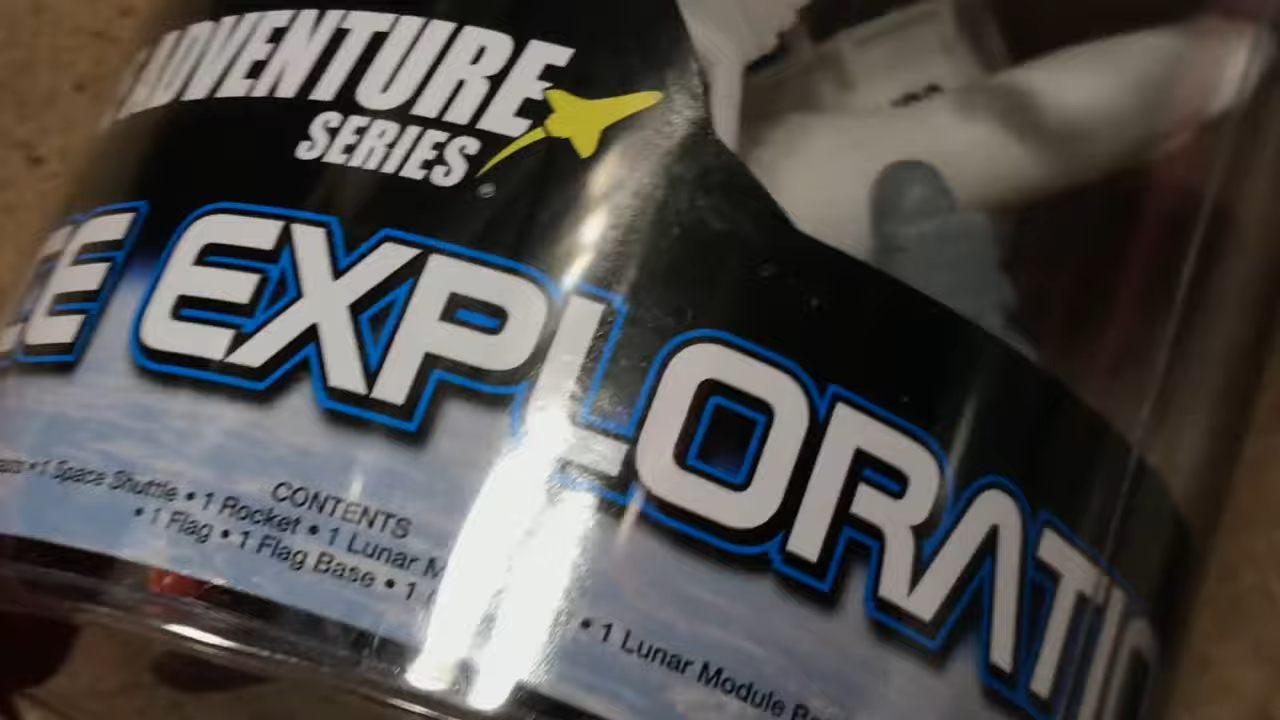 ADVENTURE
SERIES
CE EXPLORATIO
CONTENTS
• 1 Space Shuttle • 1 Rocket • 1 Lunar
• 1 Flag • 1 Flag Base • 1
• 1 Lunar Module